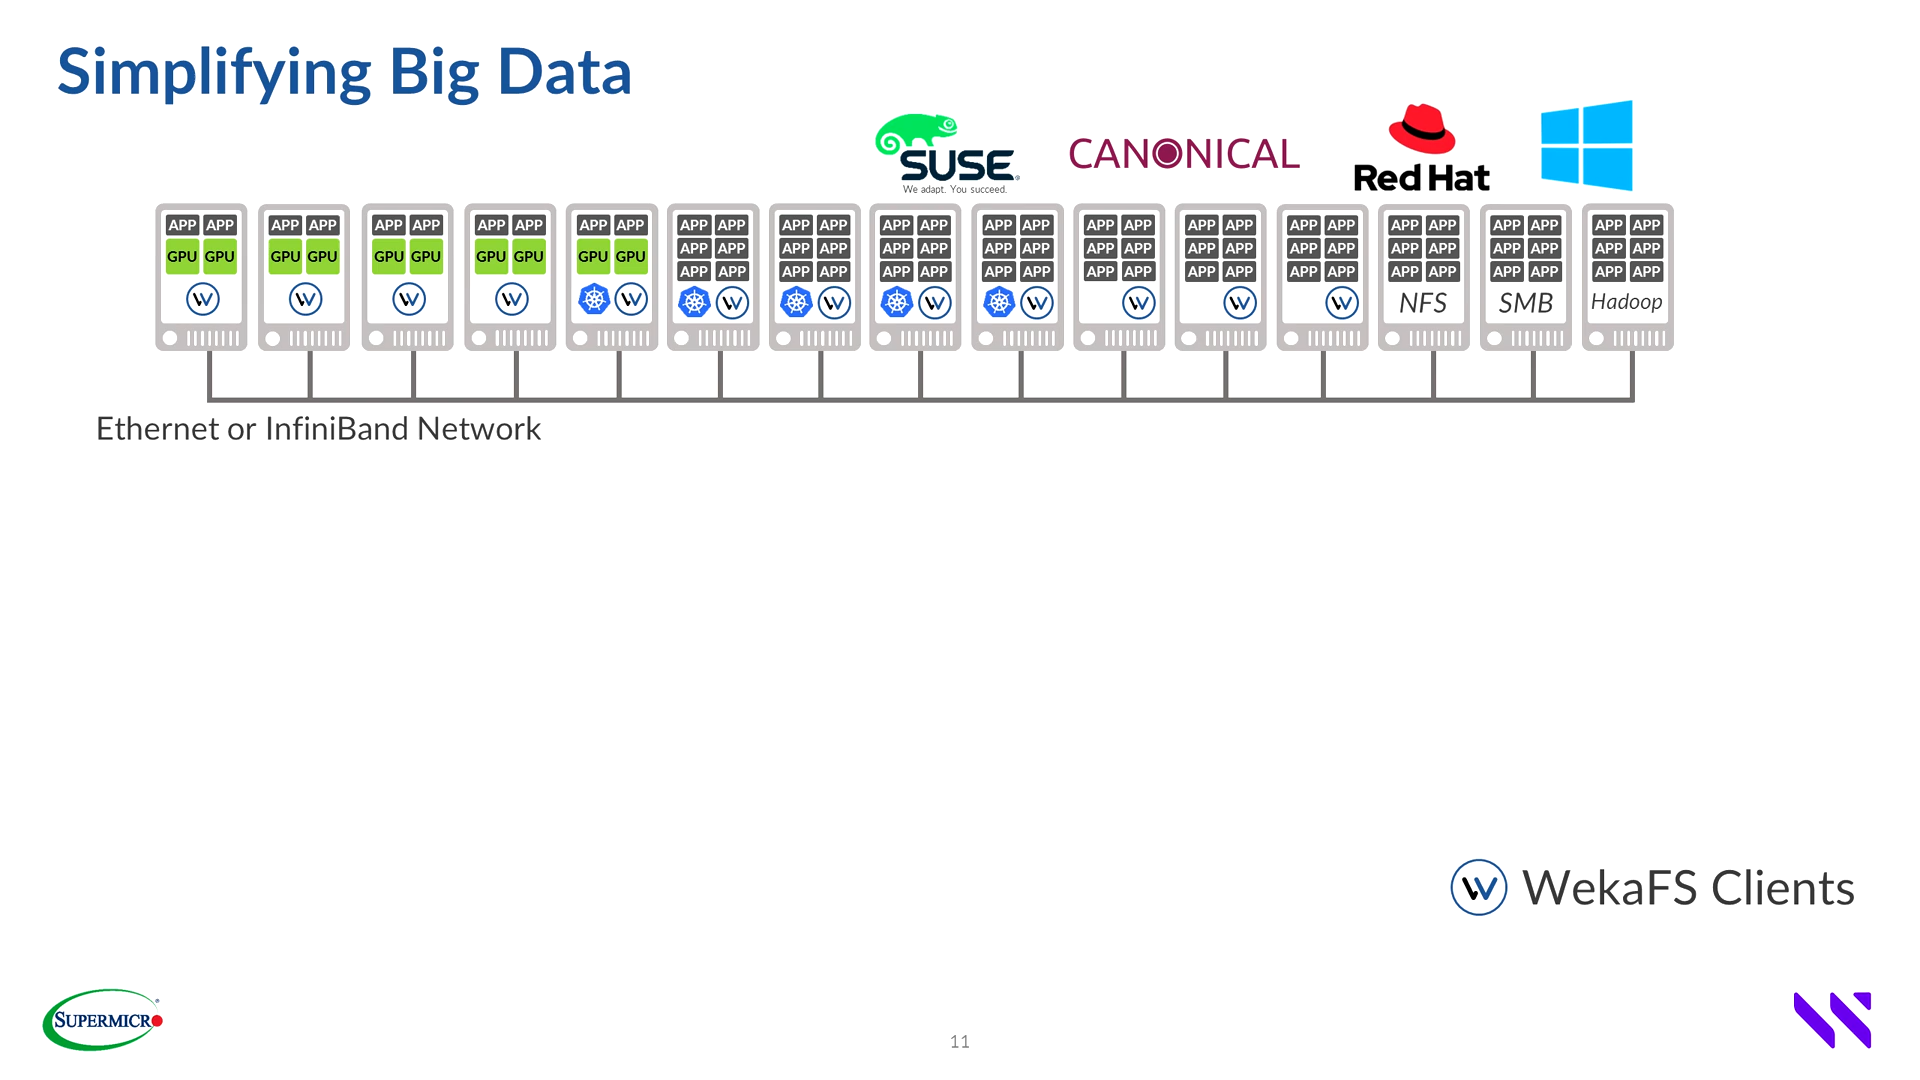 Simplifying Big Data
SUSE
We adapt. You succeed.
CANONICAL
Red Hat
APP APP APP APP APP APP APP APP APP APP APP APP APP APP APP APP APP APP APP APP APP APP APP APP APP APP APP APP APP APP
GPU GPU GPU GPU GPU GPU GPU GPU GPU GPU APP APP APP APP APP APP APP APP APP APP APP APP APP APP APP APP APP APP APP APP
APP APP APP APP APP APP APP APP APP APP APP APP APP APP APP APP APP APP APP APP
NFS SMB Hadoop
Ethernet or InfiniBand Network
WekaFS Clients
SUPERMICRO
11